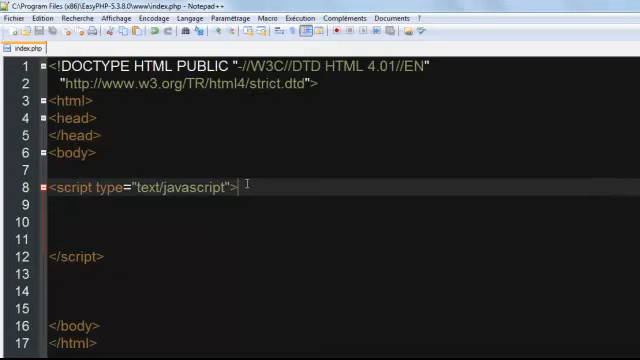 C:\Program Files (x86)\EasyPHP-5.3.8.0\www\index.php - Notepad++
Fichier Edition Recherche Affichage Encodage Langage Paramétrage Macro Exécution Compléments Documents ?
index.php
1 <!DOCTYPE HTML PUBLIC "-//W3C//DTD HTML 4.01//EN"
2 "http://www.w3.org/TR/html4/strict.dtd">
3 <html>
4 <head>
5 </head>
6 <body>
7
8 <script type="text/javascript">
9
10
11
12 </script>
13
14
15
16 </body>
17 </html>